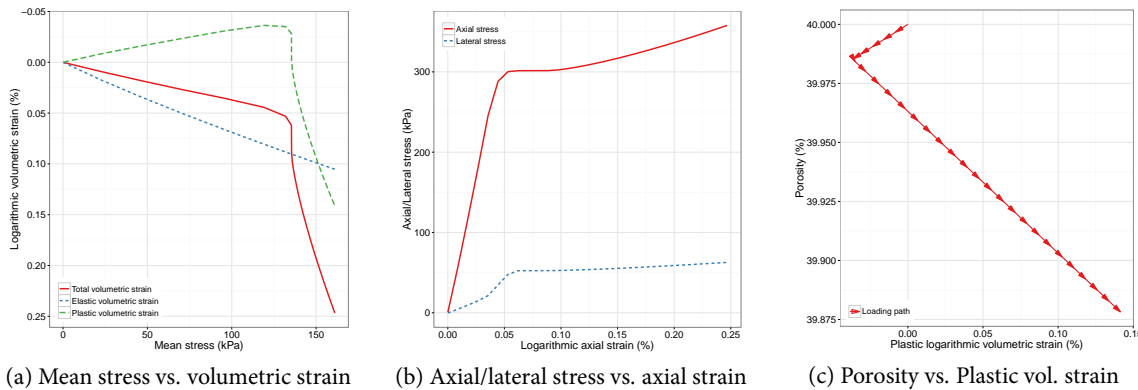 -0.05
0.00
0.05
0.10
0.15
0.20
0.25
Logarithmic volumetric strain (%)
Total volumetric strain
Elastic volumetric strain
Plastic volumetric strain
0
50
100
150
Mean stress (kPa)
(a) Mean stress vs. volumetric strain
300
200
100
0
Axial/Lateral stress (kPa)
Axial stress
Lateral stress
0.00
0.05
0.10
0.15
0.20
0.25
Logarithmic axial strain (%)
(b) Axial/lateral stress vs. axial strain
40.000
39.975
39.950
39.925
39.900
39.875
Porosity (%)
Loading path
0.00
0.05
0.10
0.15
Plastic logarithmic volumetric strain (%)
(c) Porosity vs. Plastic vol. strain